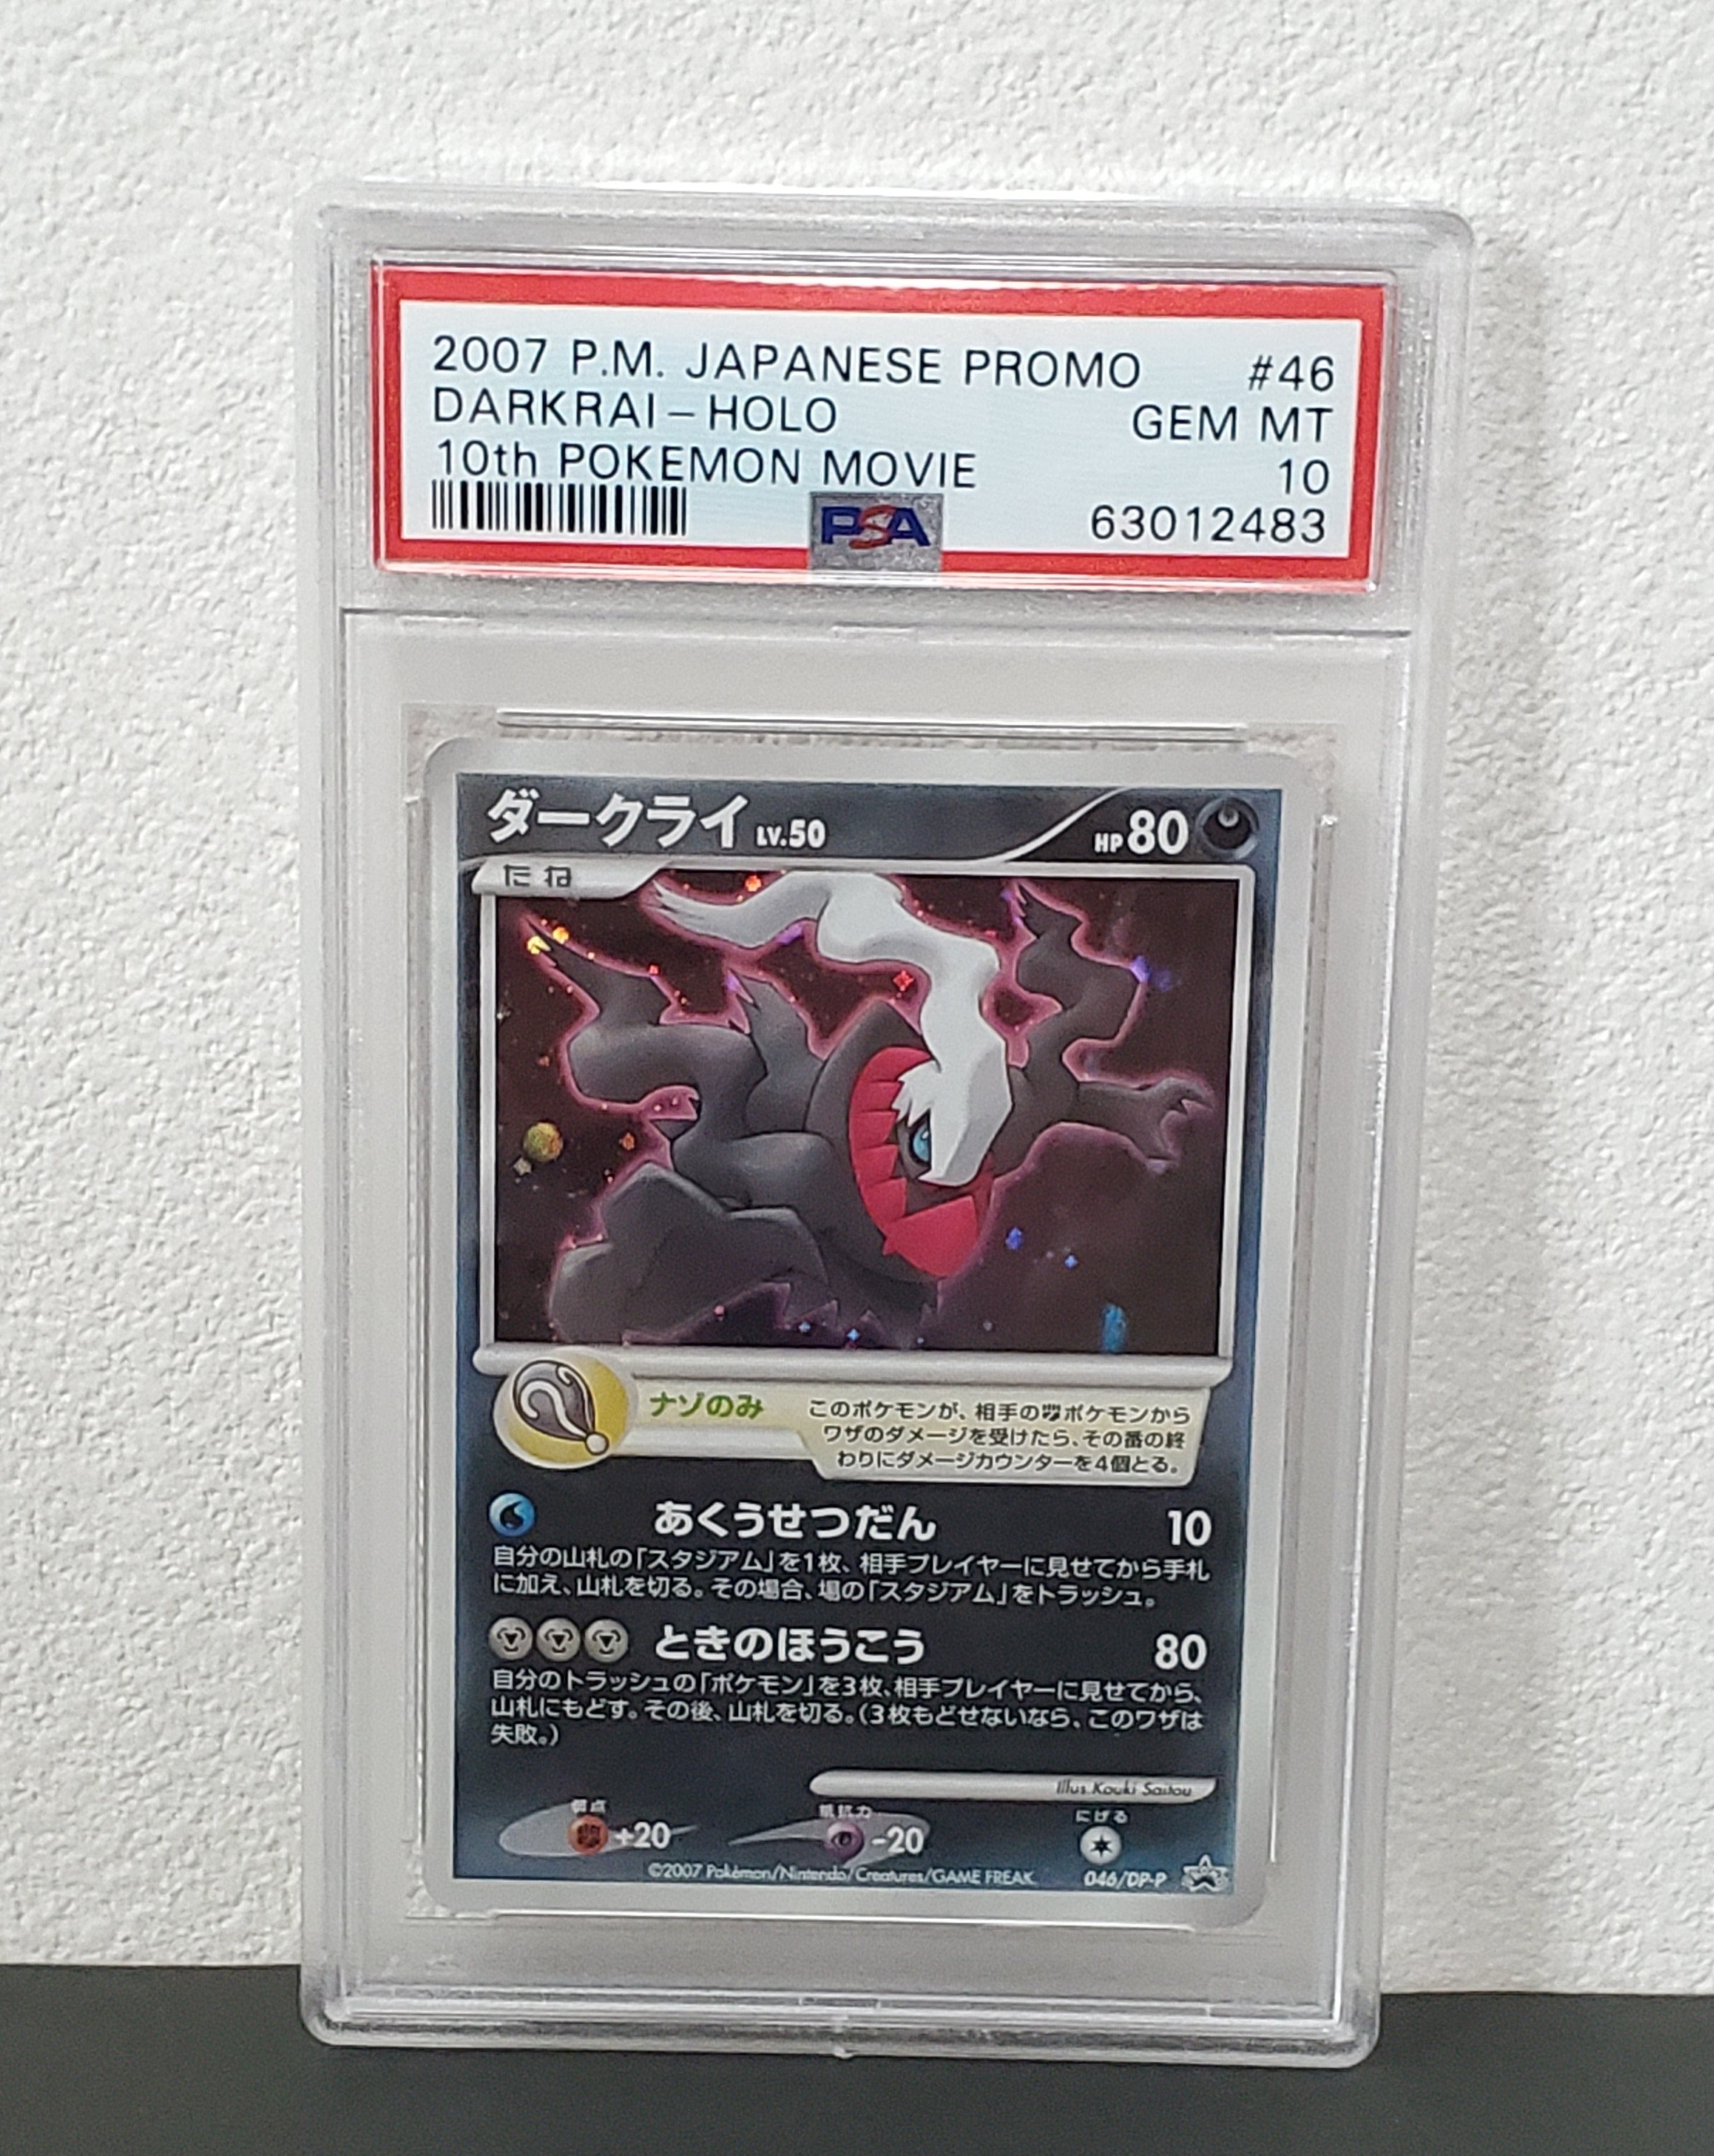 2007 P.M. JAPANESE PROMO #46
DARKRAI-HOLO GEM MT
10th POKEMON MOVIE 10
PSA 63012483
ダークライ LV.50 HP 80
たね
ナゾのみ
このポケモンが、相手の ポケモンから
ワザのダメージを受けたら、その番の終
わりにダメージカウンターを4個とる。
あくうせつだん 10
自分の山札の「スタジアム」を1枚、相手プレイヤーに見せてから手札
に加え、山札を切る。その場合、場の「スタジアム」をトラッシュ。
ときのほうこう 80
自分のトラッシュの「ポケモン」を3枚、相手プレイヤーに見せてから、
山札にもどす。その後、山札を切る。(3枚もどせないなら、このワザは
失敗。)
Illus. Kouki Saitou
弱点 抵抗力 にげる
+20 -20
©2007 Pokémon/Nintendo/Creatures/GAME FREAK. 046/DP-P